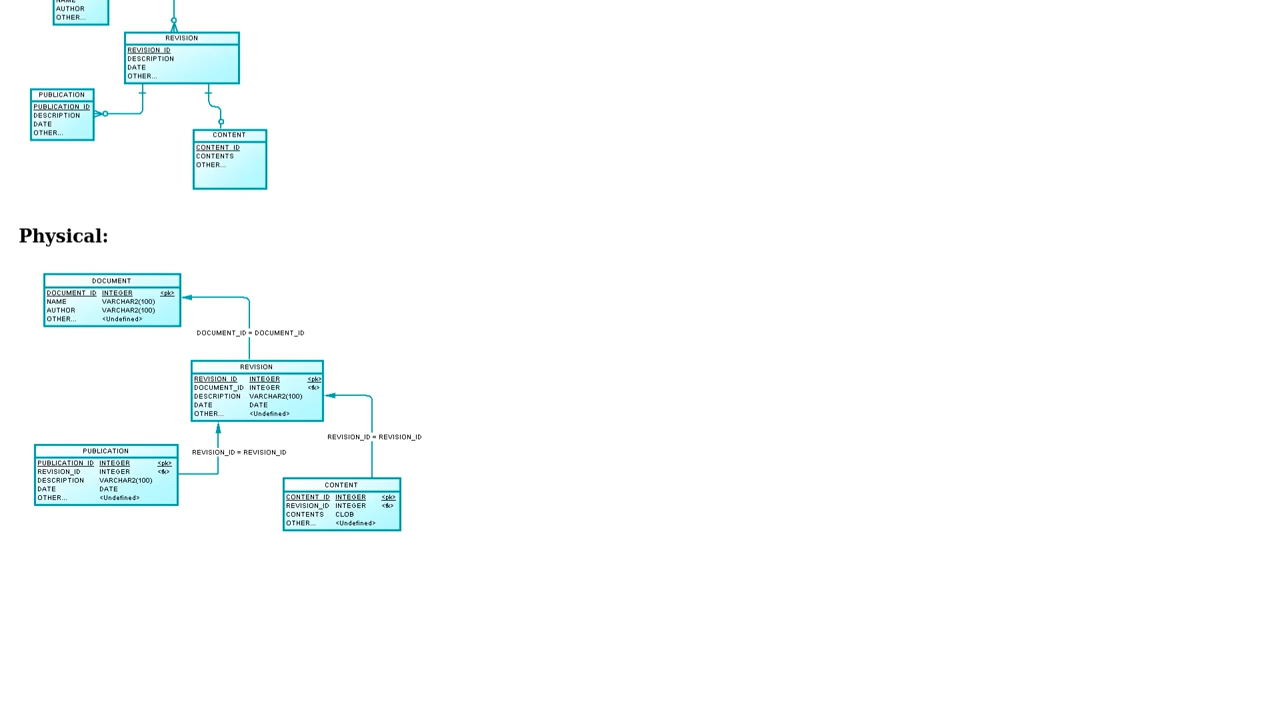 AUTHOR
OTHER...
REVISION
REVISION_ID
DESCRIPTION
DATE
OTHER...
PUBLICATION
PUBLICATION_ID
DESCRIPTION
DATE
OTHER...
CONTENT
CONTENT_ID
CONTENTS
OTHER...
Physical:
DOCUMENT
DOCUMENT_ID INTEGER <pk>
NAME VARCHAR2(100)
AUTHOR VARCHAR2(100)
OTHER... <Undefined>
DOCUMENT_ID = DOCUMENT_ID
REVISION
REVISION_ID INTEGER <pk>
DOCUMENT_ID INTEGER <fk>
DESCRIPTION VARCHAR2(100)
DATE DATE
OTHER... <Undefined>
REVISION_ID = REVISION_ID
REVISION_ID = REVISION_ID
PUBLICATION
PUBLICATION_ID INTEGER <pk>
REVISION_ID INTEGER <fk>
DESCRIPTION VARCHAR2(100)
DATE DATE
OTHER... <Undefined>
CONTENT
CONTENT_ID INTEGER <pk>
REVISION_ID INTEGER <fk>
CONTENTS CLOB
OTHER... <Undefined>